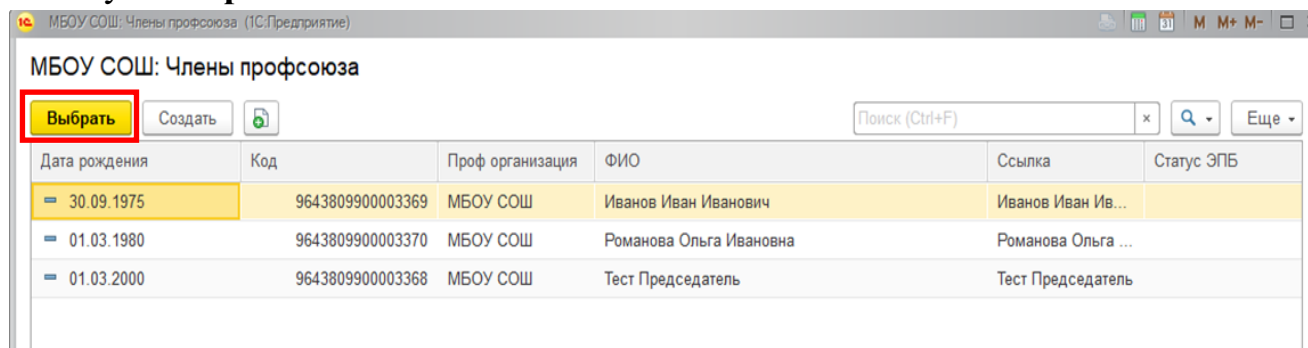 МБОУ СОШ: Члены профсоюза (1С:Предприятие) 31 M M+ M-
МБОУ СОШ: Члены профсоюза
Выбрать Создать Поиск (Ctrl+F) × Еще
Дата рождения Код Проф организация ФИО Ссылка Статус ЭПБ
30.09.1975 9643809900003369 МБОУ СОШ Иванов Иван Иванович Иванов Иван Ив...
01.03.1980 9643809900003370 МБОУ СОШ Романова Ольга Ивановна Романова Ольга ...
01.03.2000 9643809900003368 МБОУ СОШ Тест Председатель Тест Председатель